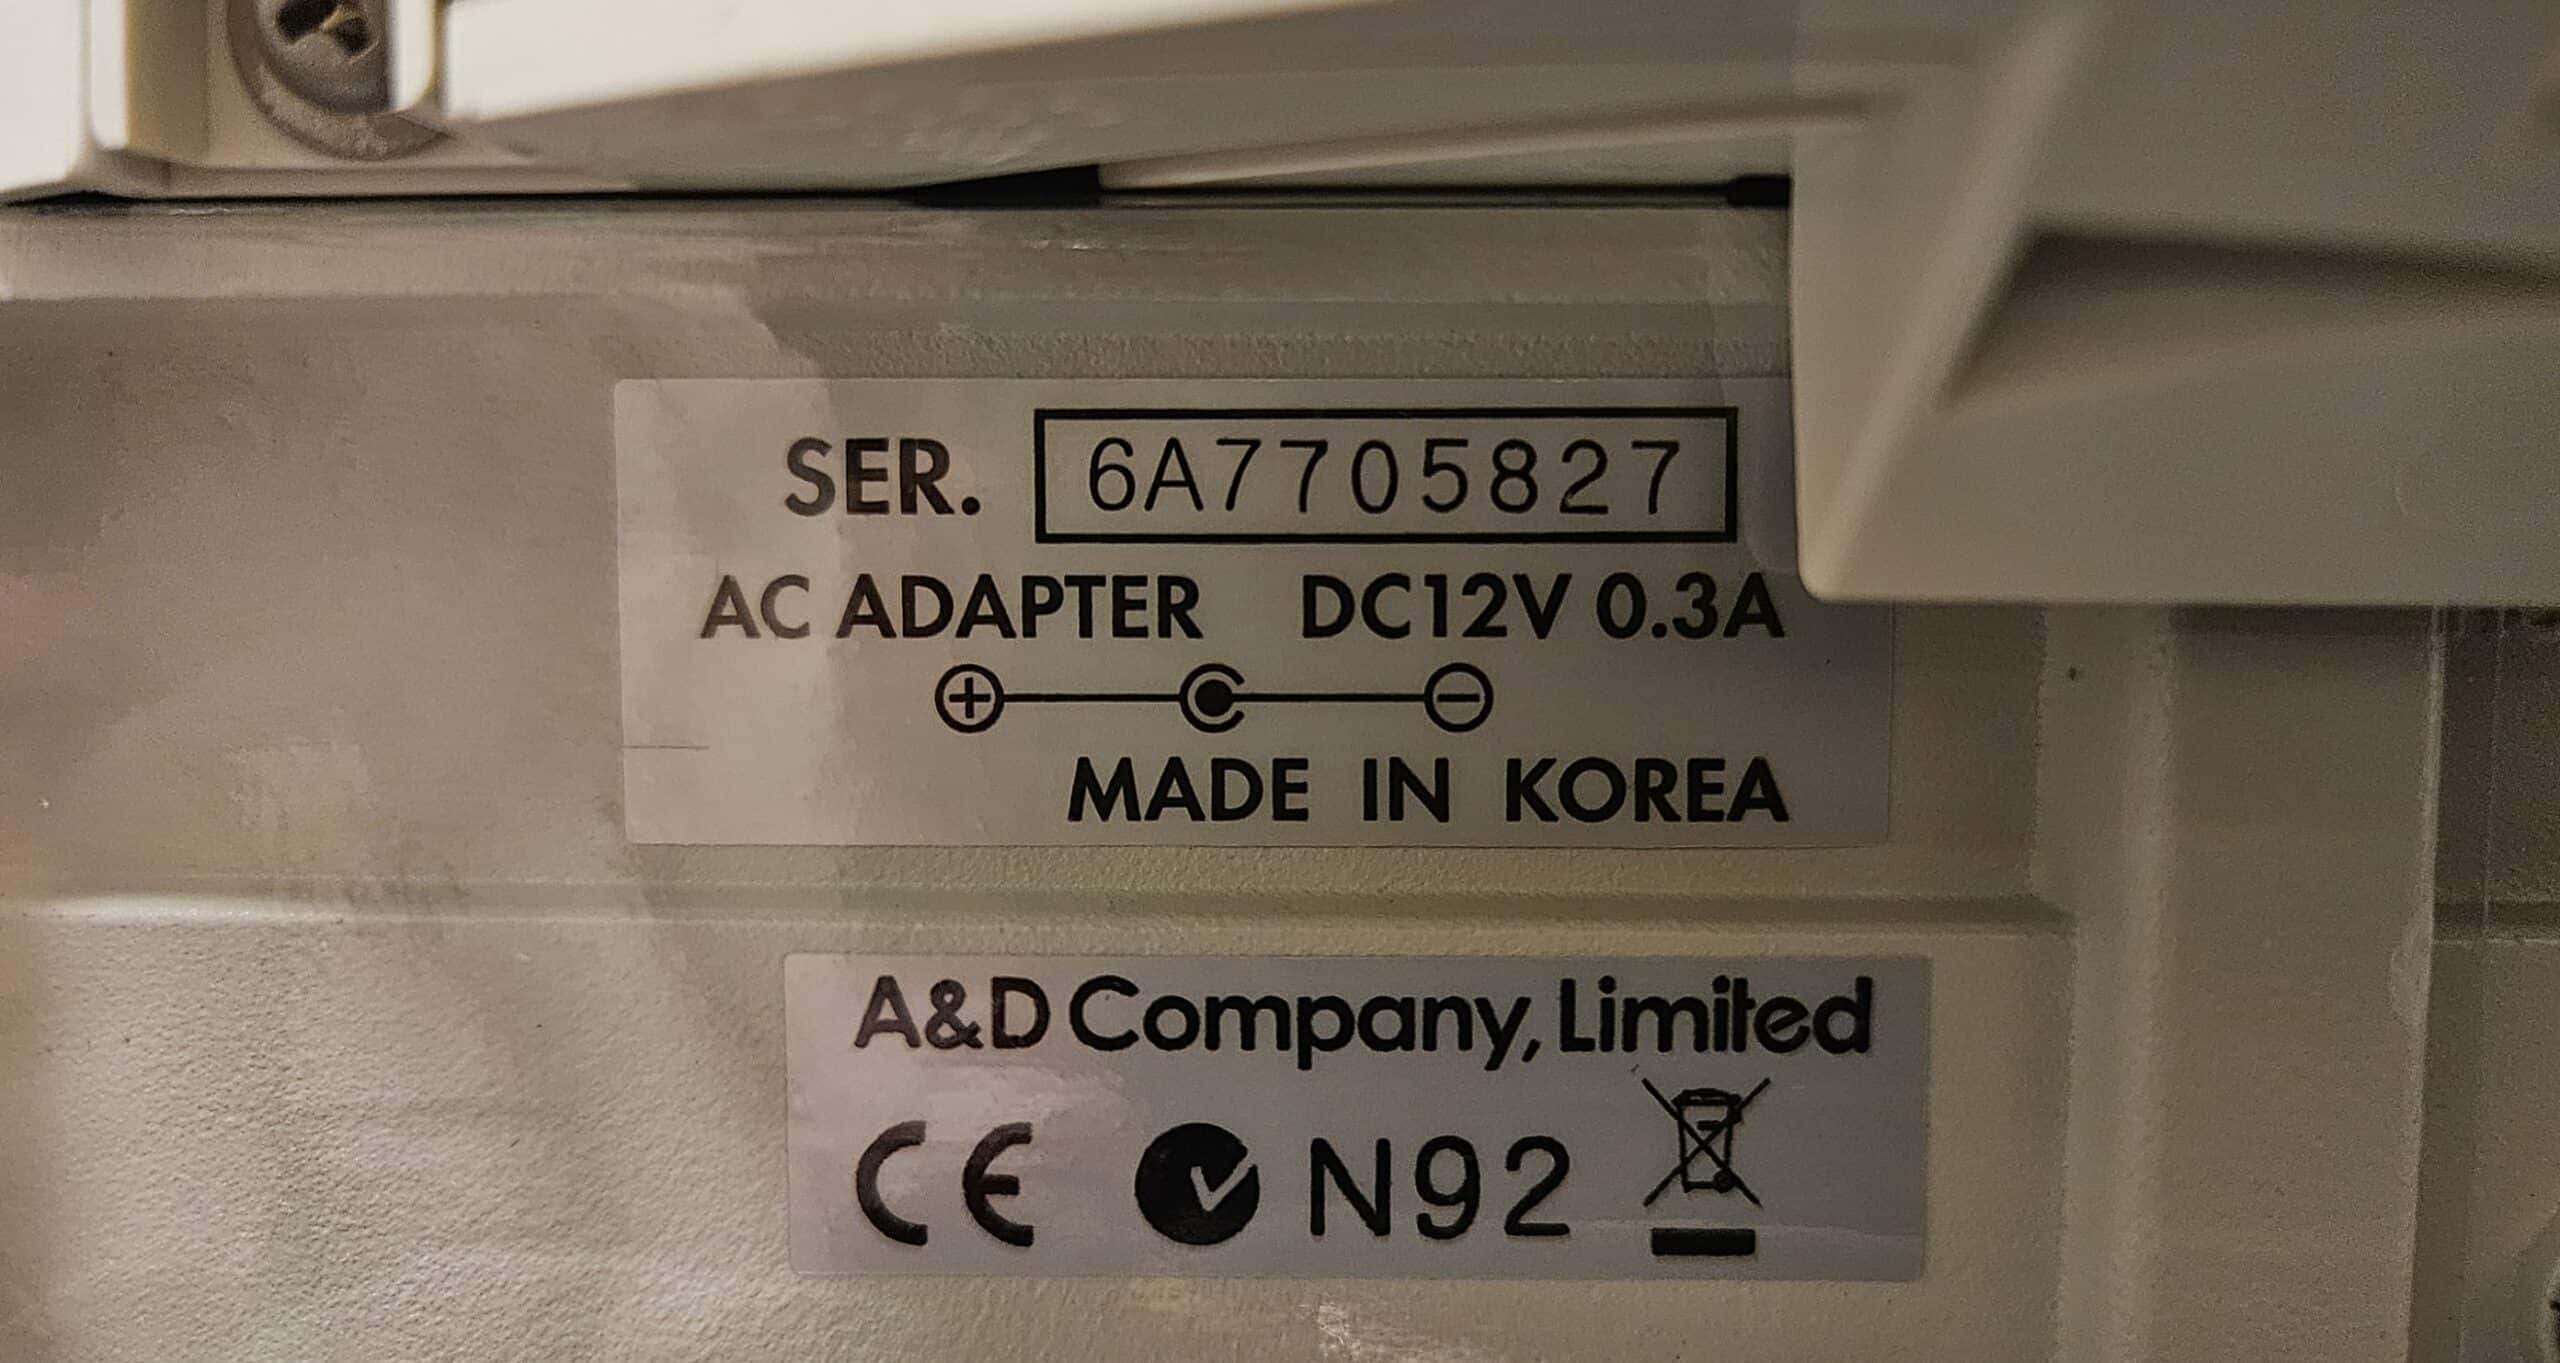 SER. 6A7705827
AC ADAPTER DC12V 0.3A
MADE IN KOREA
A&D Company, Limited
CE N92